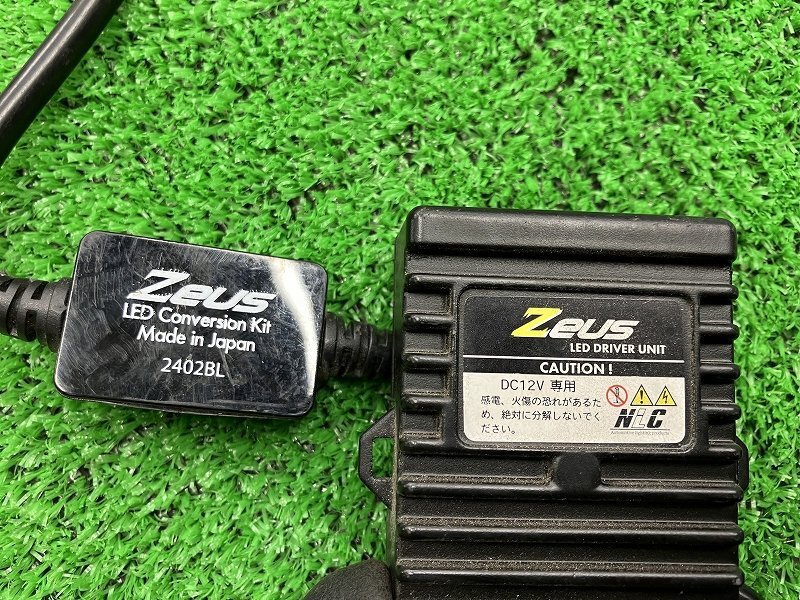 Zeus
LED Conversion Kit
Made in Japan
2402BL
Zeus
LED DRIVER UNIT
CAUTION !
DC12V 専用
感電、火傷の恐れがあるた
め、絶対に分解しないでく
ださい。
NLC